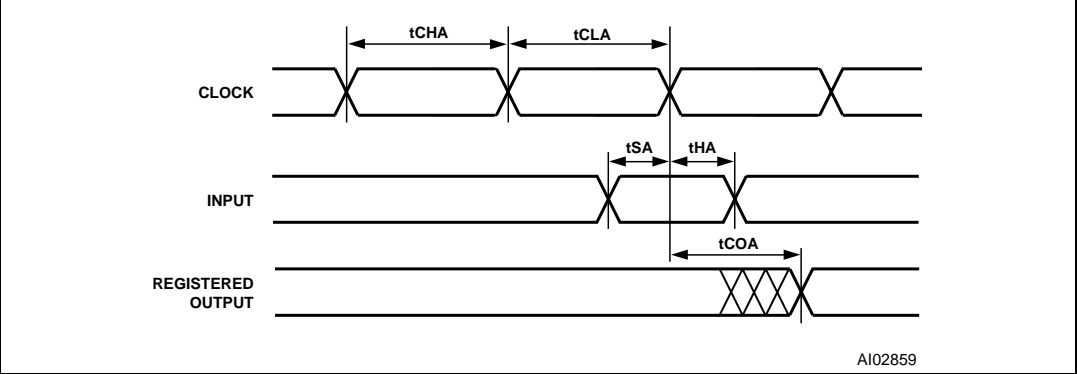 tCHA tCLA
CLOCK
tSA tHA
INPUT
tCOA
REGISTERED
OUTPUT
AI02859